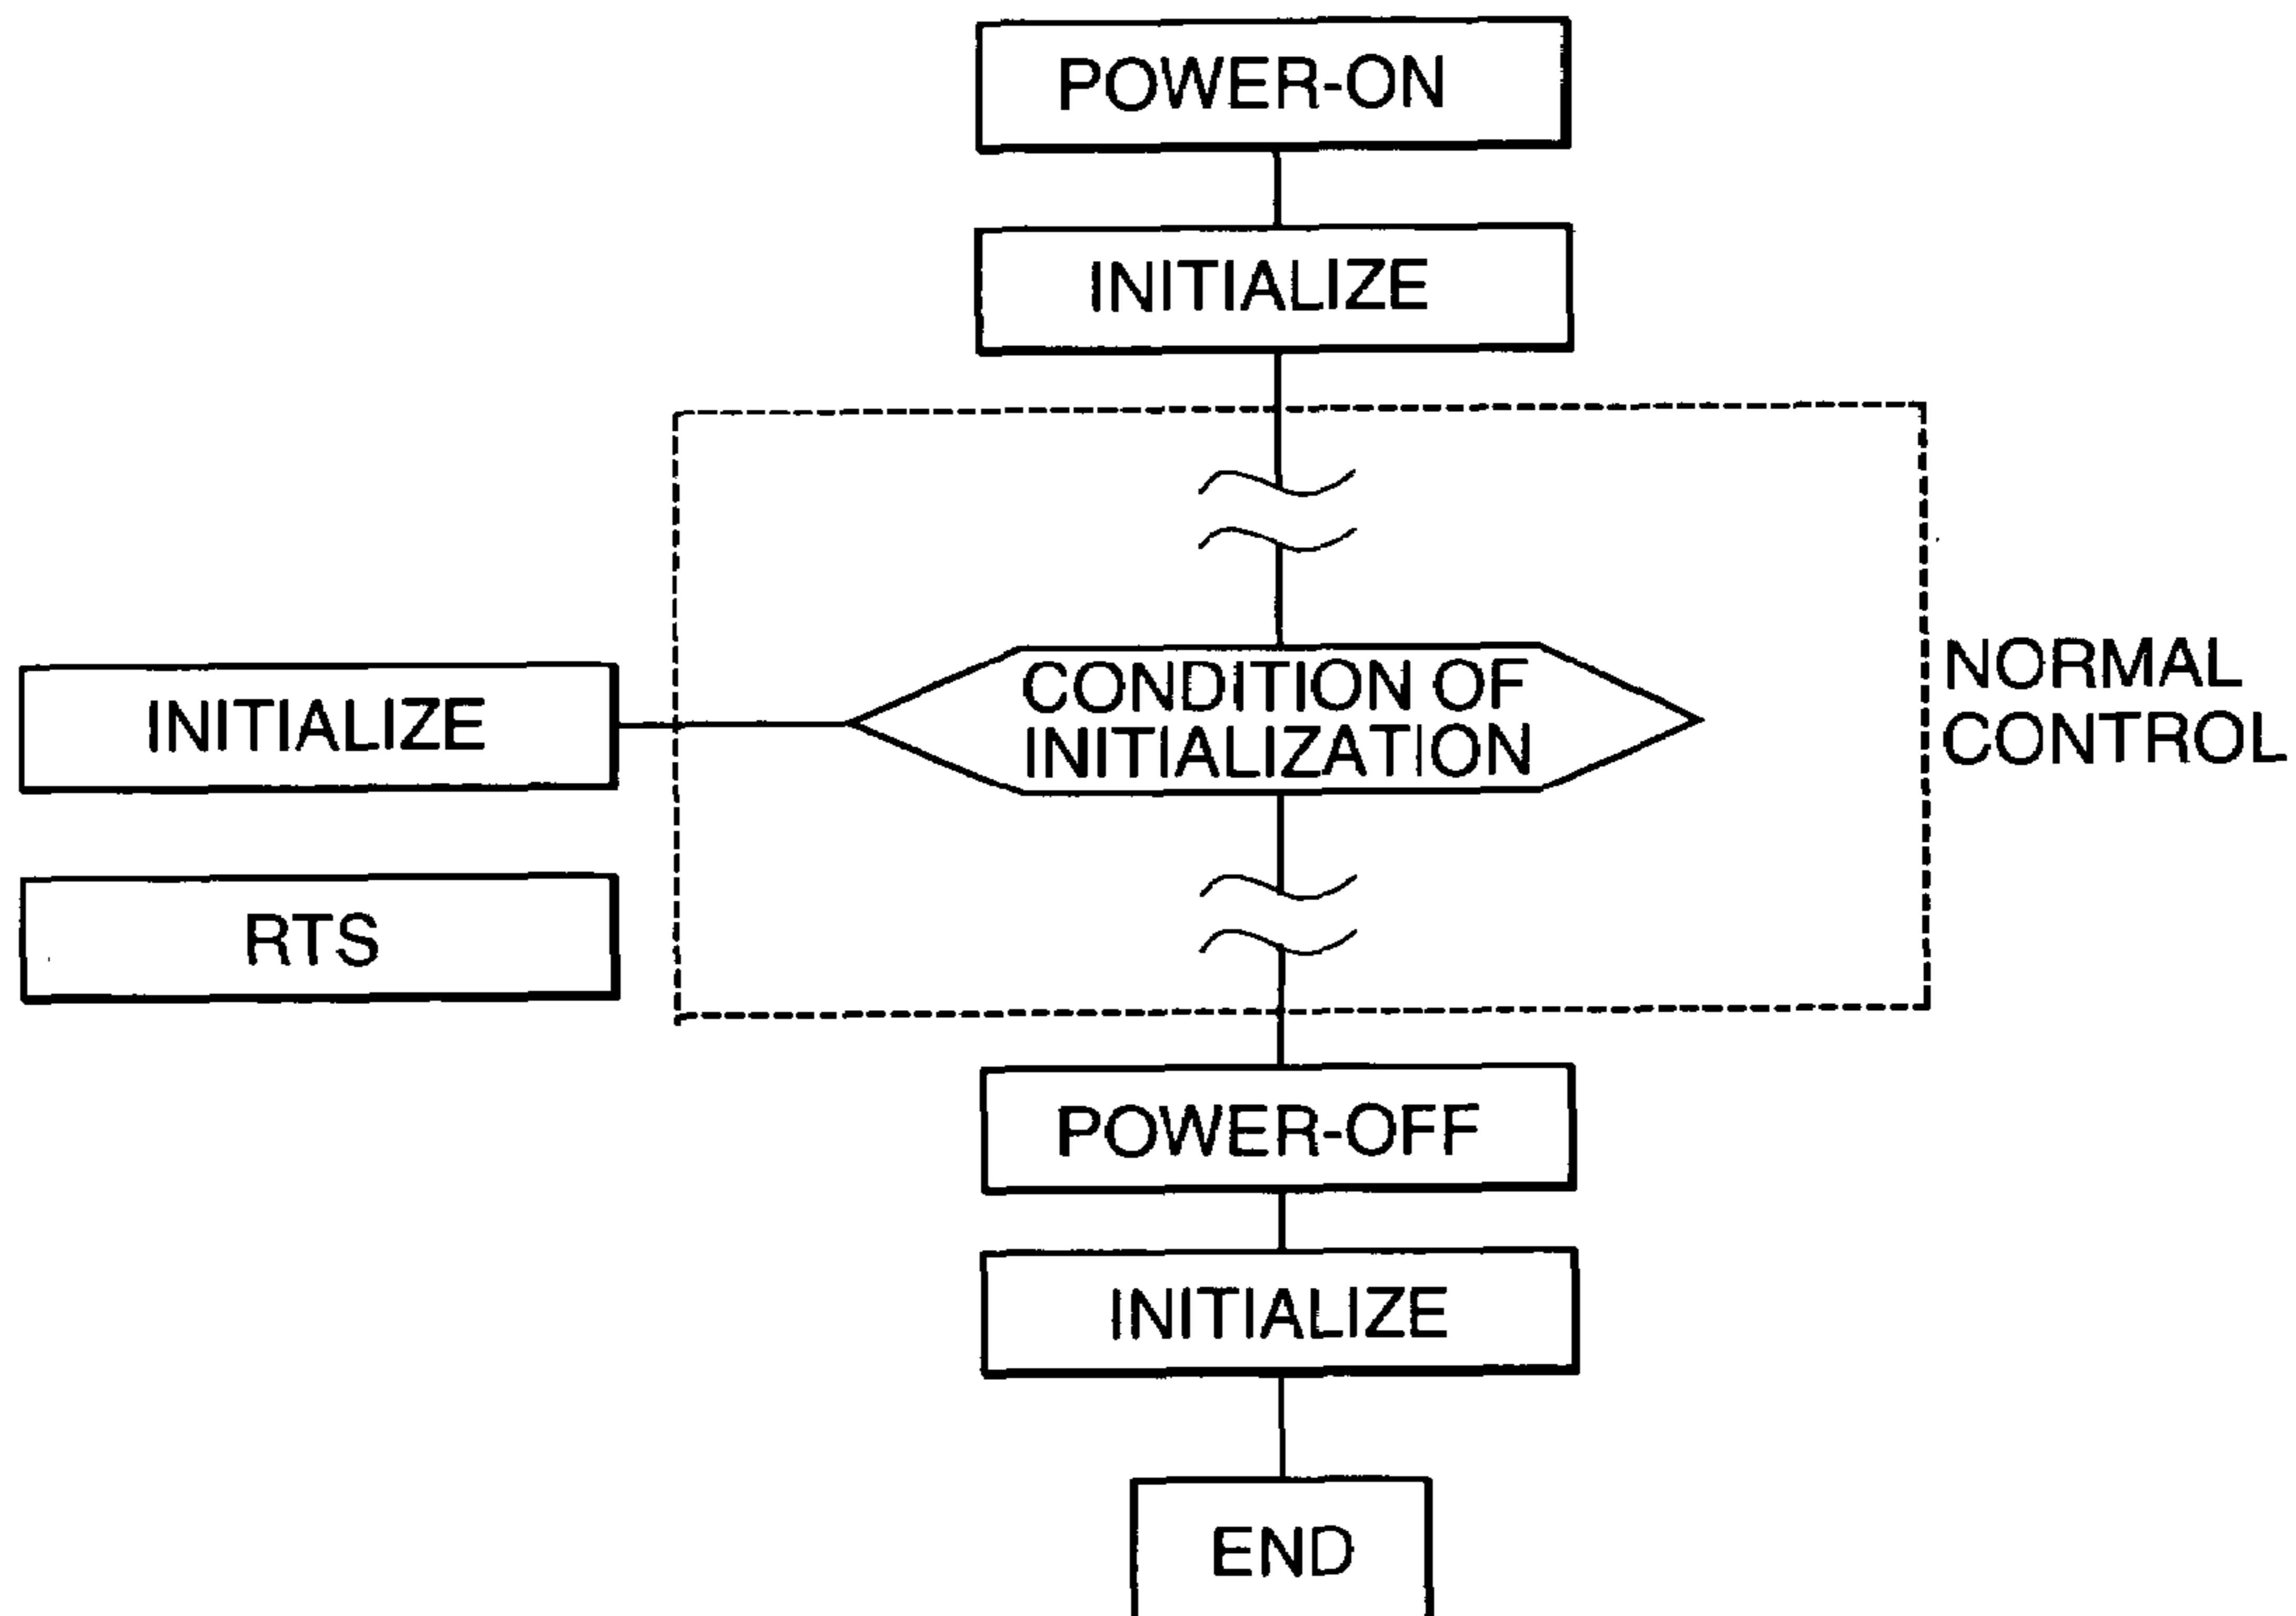 POWER-ON
INITIALIZE
CONDITION OF
INITIALIZATION
NORMAL
CONTROL
INITIALIZE
RTS
POWER-OFF
INITIALIZE
END